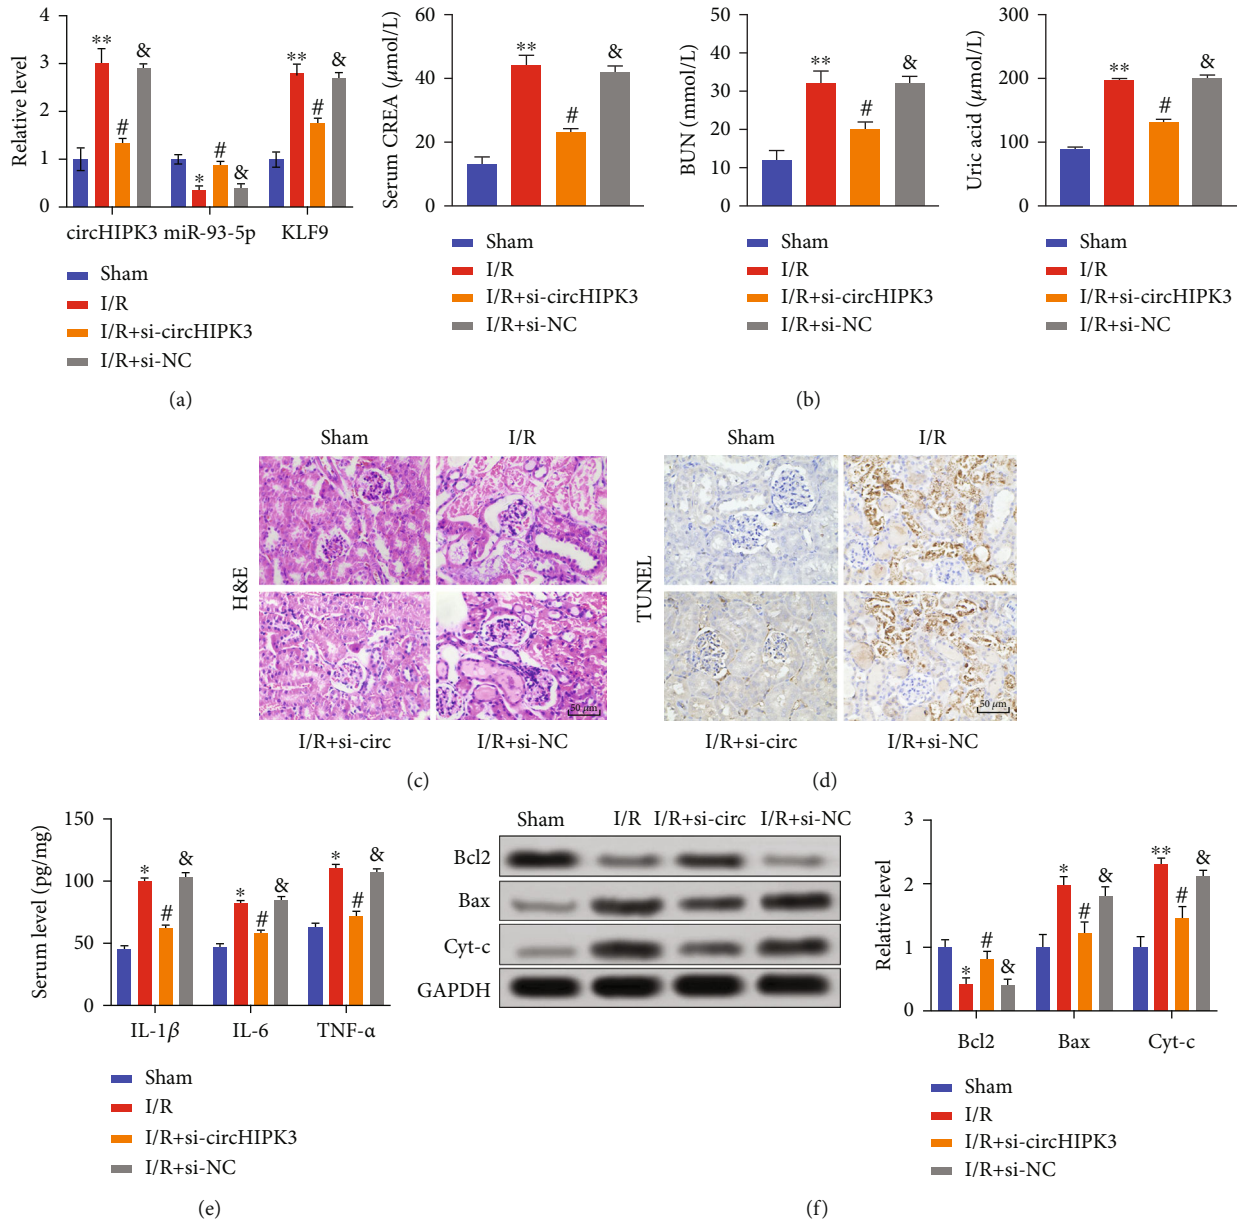 Relative level
4
3
2
1
0
** # &
* # &
** # &
circHIPK3 miR-93-5p KLF9
Sham
I/R
I/R+si-circHIPK3
I/R+si-NC
(a)
Serum CREA (μmol/L)
60
40
20
0
** # &
Sham
I/R
I/R+si-circHIPK3
I/R+si-NC
BUN (mmol/L)
50
40
30
20
10
0
** # &
Sham
I/R
I/R+si-circHIPK3
I/R+si-NC
Uric acid (μmol/L)
300
200
100
0
** # &
Sham
I/R
I/R+si-circHIPK3
I/R+si-NC
(b)
Sham I/R
H&E
50 μm
I/R+si-circ I/R+si-NC
(c)
Sham I/R
TUNEL
50 μm
I/R+si-circ I/R+si-NC
(d)
Serum level (pg/mg)
150
100
50
0
* # &
* # &
* # &
IL-1β IL-6 TNF-α
Sham
I/R
I/R+si-circHIPK3
I/R+si-NC
(e)
Sham I/R I/R+si-circ I/R+si-NC
Bcl2
Bax
Cyt-c
GAPDH
Relative level
3
2
1
0
* # &
* # &
** # &
Bcl2 Bax Cyt-c
Sham
I/R
I/R+si-circHIPK3
I/R+si-NC
(f)